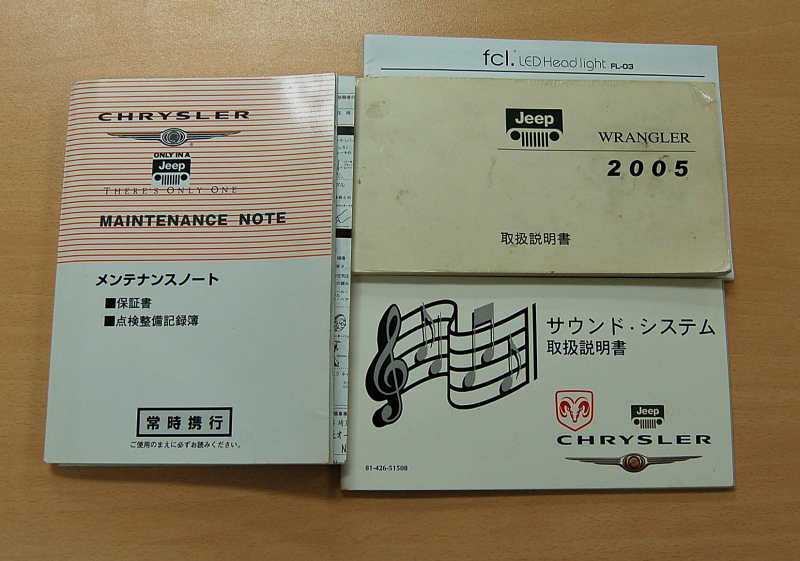 CHRYSLER
ONLY IN A
Jeep
THERE'S ONLY ONE
MAINTENANCE NOTE
メンテナンスノート
■保証書
■点検整備記録簿
常時携行
ご使用のまえに必ずお読みください。
fcl. LED Head light FL-03
Jeep
WRANGLER
2005
取扱説明書
サウンド・システム
取扱説明書
Jeep
CHRYSLER
81-426-51508